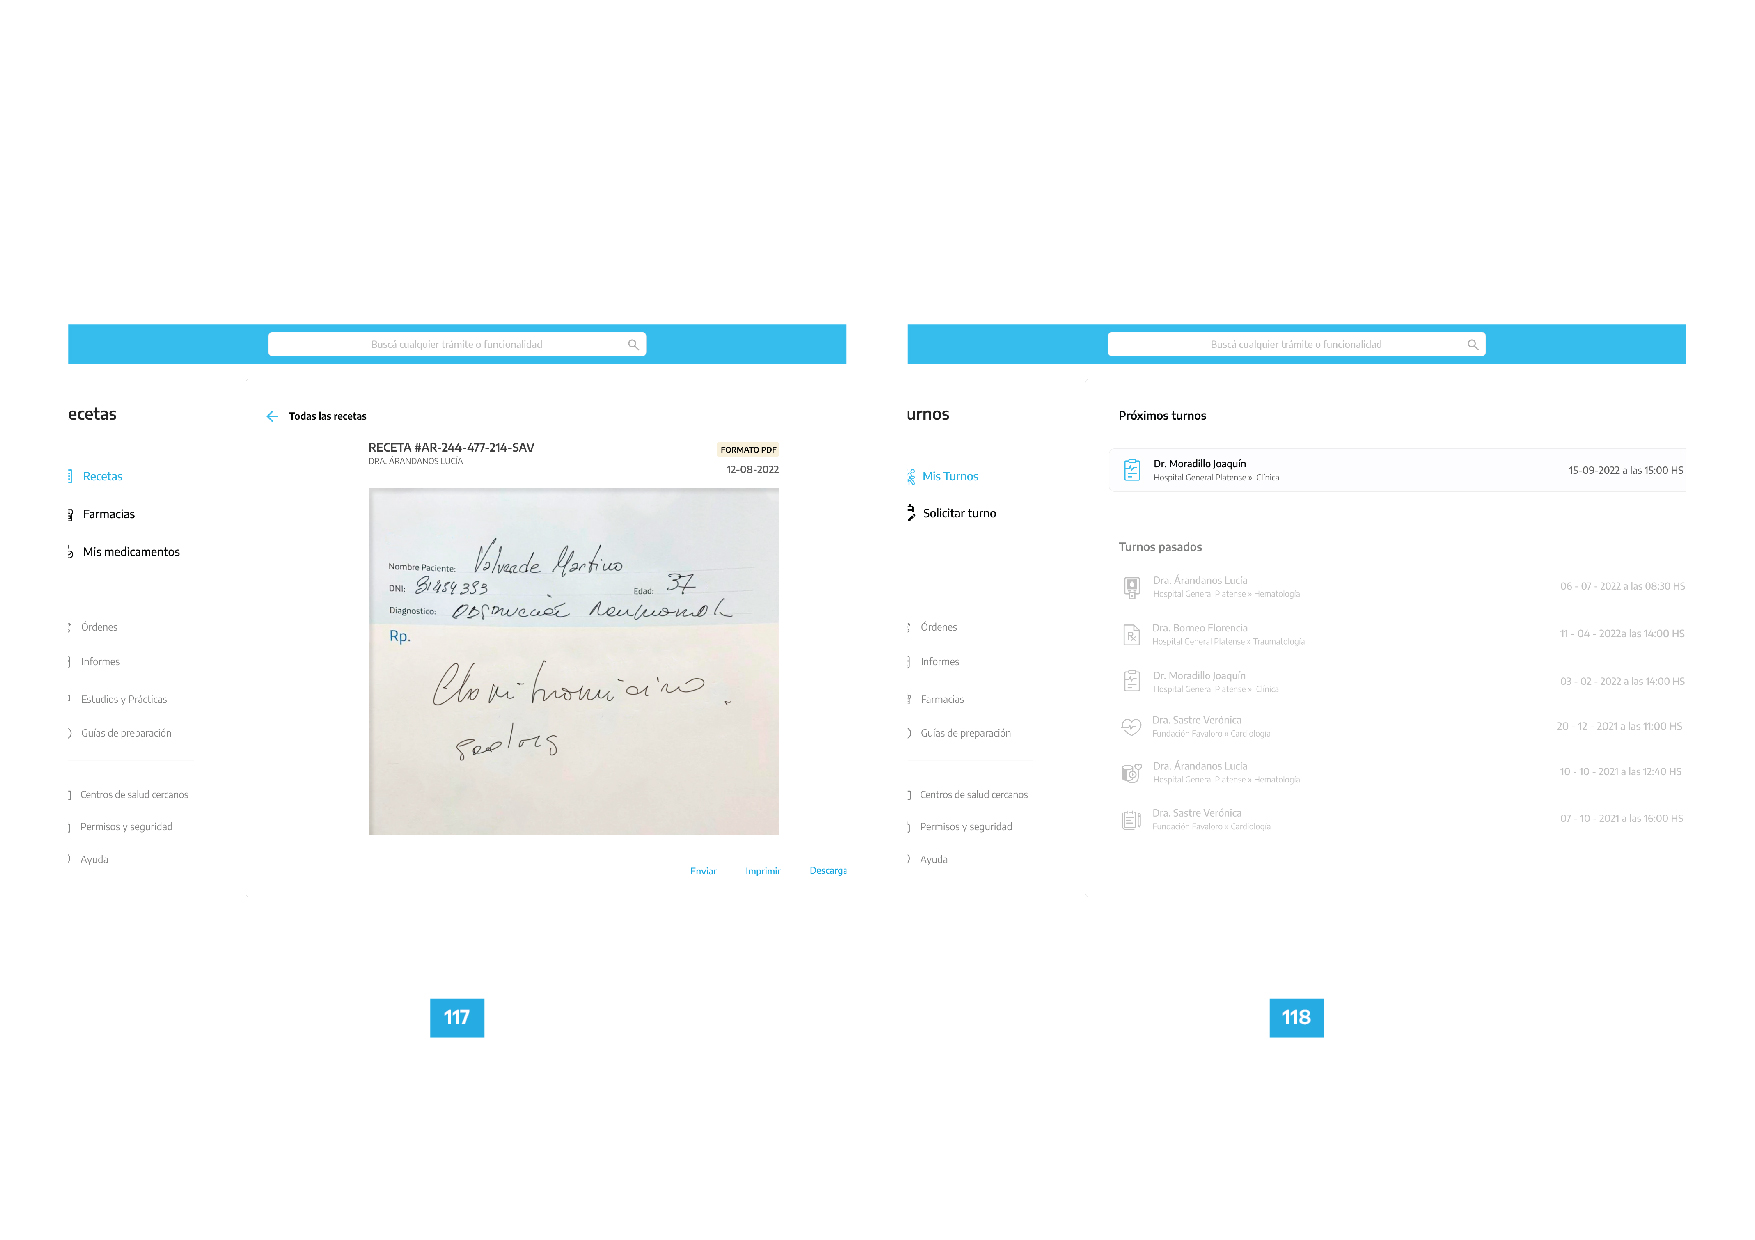 Buscá cualquier trámite o funcionalidad
ecetas
Recetas
Farmacias
Mis medicamentos
Órdenes
Informes
Estudios y Prácticas
Guías de preparación
Centros de salud cercanos
Permisos y seguridad
Ayuda
Todas las recetas
RECETA #AR-244-477-214-SAV
FORMATO PDF
DRA. ÁRANDANOS LUCÍA
12-08-2022
Nombre Paciente: Valverde Martino
DNI: 81454393 Edad: 37
Diagnostico:
Rp.
Enviar Imprimir Descarga
117
Buscá cualquier trámite o funcionalidad
urnos
Mis Turnos
Solicitar turno
Órdenes
Informes
Farmacias
Guías de preparación
Centros de salud cercanos
Permisos y seguridad
Ayuda
Próximos turnos
Dr. Moradillo Joaquín
Hospital General Platense » Clínica
15-09-2022 a las 15:00 HS
Turnos pasados
Dra. Árandanos Lucía
Hospital General Platense » Hematología
06 - 07 - 2022 a las 08:30 HS
Dra. Borneo Florencia
Hospital General Platense » Traumatología
11 - 04 - 2022a las 14:00 HS
Dr. Moradillo Joaquín
Hospital General Platense » Clínica
03 - 02 - 2022 a las 14:00 HS
Dra. Sastre Verónica
Fundación Favaloro » Cardiología
20 - 12 - 2021 a las 11:00 HS
Dra. Árandanos Lucía
Hospital General Platense » Hematología
10 - 10 - 2021 a las 12:40 HS
Dra. Sastre Verónica
Fundación Favaloro » Cardiología
07 - 10 - 2021 a las 16:00 HS
118